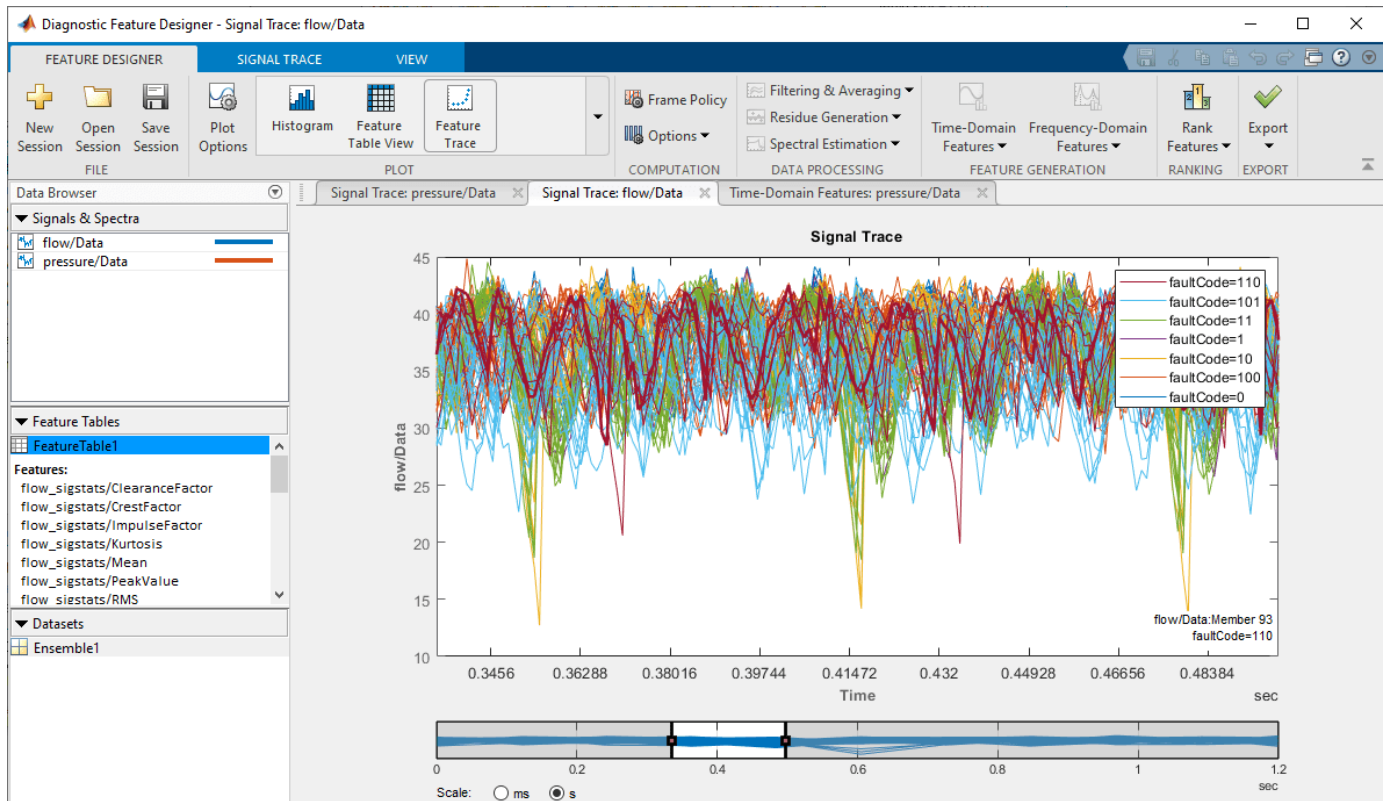 Diagnostic Feature Designer - Signal Trace: flow/Data
FEATURE DESIGNER
SIGNAL TRACE
VIEW
New Session
Open Session
Save Session
FILE
Plot Options
Histogram
Feature Table View
Feature Trace
PLOT
Frame Policy
Options
COMPUTATION
Filtering & Averaging
Residue Generation
Spectral Estimation
DATA PROCESSING
Time-Domain Features
Frequency-Domain Features
FEATURE GENERATION
Rank Features
RANKING
Export
EXPORT
Data Browser
Signals & Spectra
flow/Data
pressure/Data
Feature Tables
FeatureTable1
Features:
flow_sigstats/ClearanceFactor
flow_sigstats/CrestFactor
flow_sigstats/ImpulseFactor
flow_sigstats/Kurtosis
flow_sigstats/Mean
flow_sigstats/PeakValue
flow_sigstats/RMS
Datasets
Ensemble1
Signal Trace: pressure/Data
Signal Trace: flow/Data
Time-Domain Features: pressure/Data
Signal Trace
45
40
35
30
25
20
15
10
flow/Data
faultCode=110
faultCode=101
faultCode=11
faultCode=1
faultCode=10
faultCode=100
faultCode=0
flow/Data:Member 93
faultCode=110
0.3456 0.36288 0.38016 0.39744 0.41472 0.432 0.44928 0.46656 0.48384
Time
sec
0 0.2 0.4 0.6 0.8 1 1.2
sec
Scale: ms s